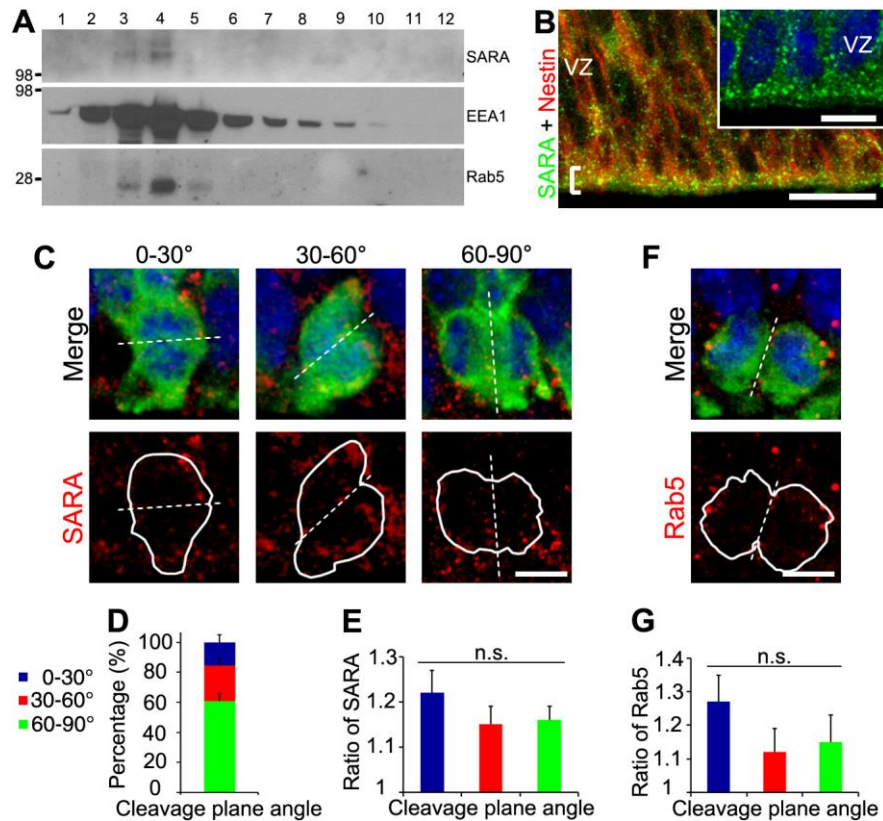 A
1 2 3 4 5 6 7 8 9 10 11 12
SARA
98
98
EEA1
28
Rab5
B
SARA + Nestin
VZ
VZ
C
0-30° 30-60° 60-90°
Merge
SARA
F
Merge
Rab5
D
0-30°
30-60°
60-90°
Percentage (%)
100
80
60
40
20
0
Cleavage plane angle
E
Ratio of SARA
n.s.
1.3
1.2
1.1
1
Cleavage plane angle
G
Ratio of Rab5
n.s.
1.4
1.3
1.2
1.1
1
Cleavage plane angle